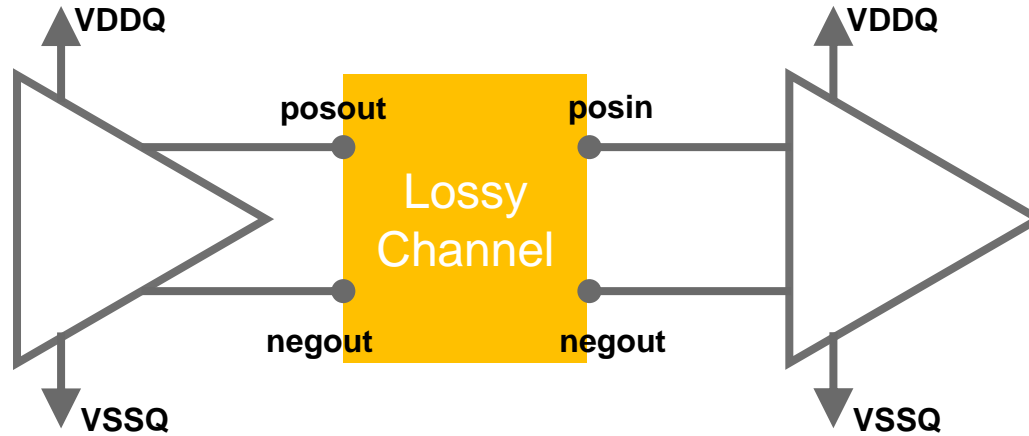 VDDQ
VDDQ
posout
posin
Lossy
Channel
negout
negout
VSSQ
VSSQ